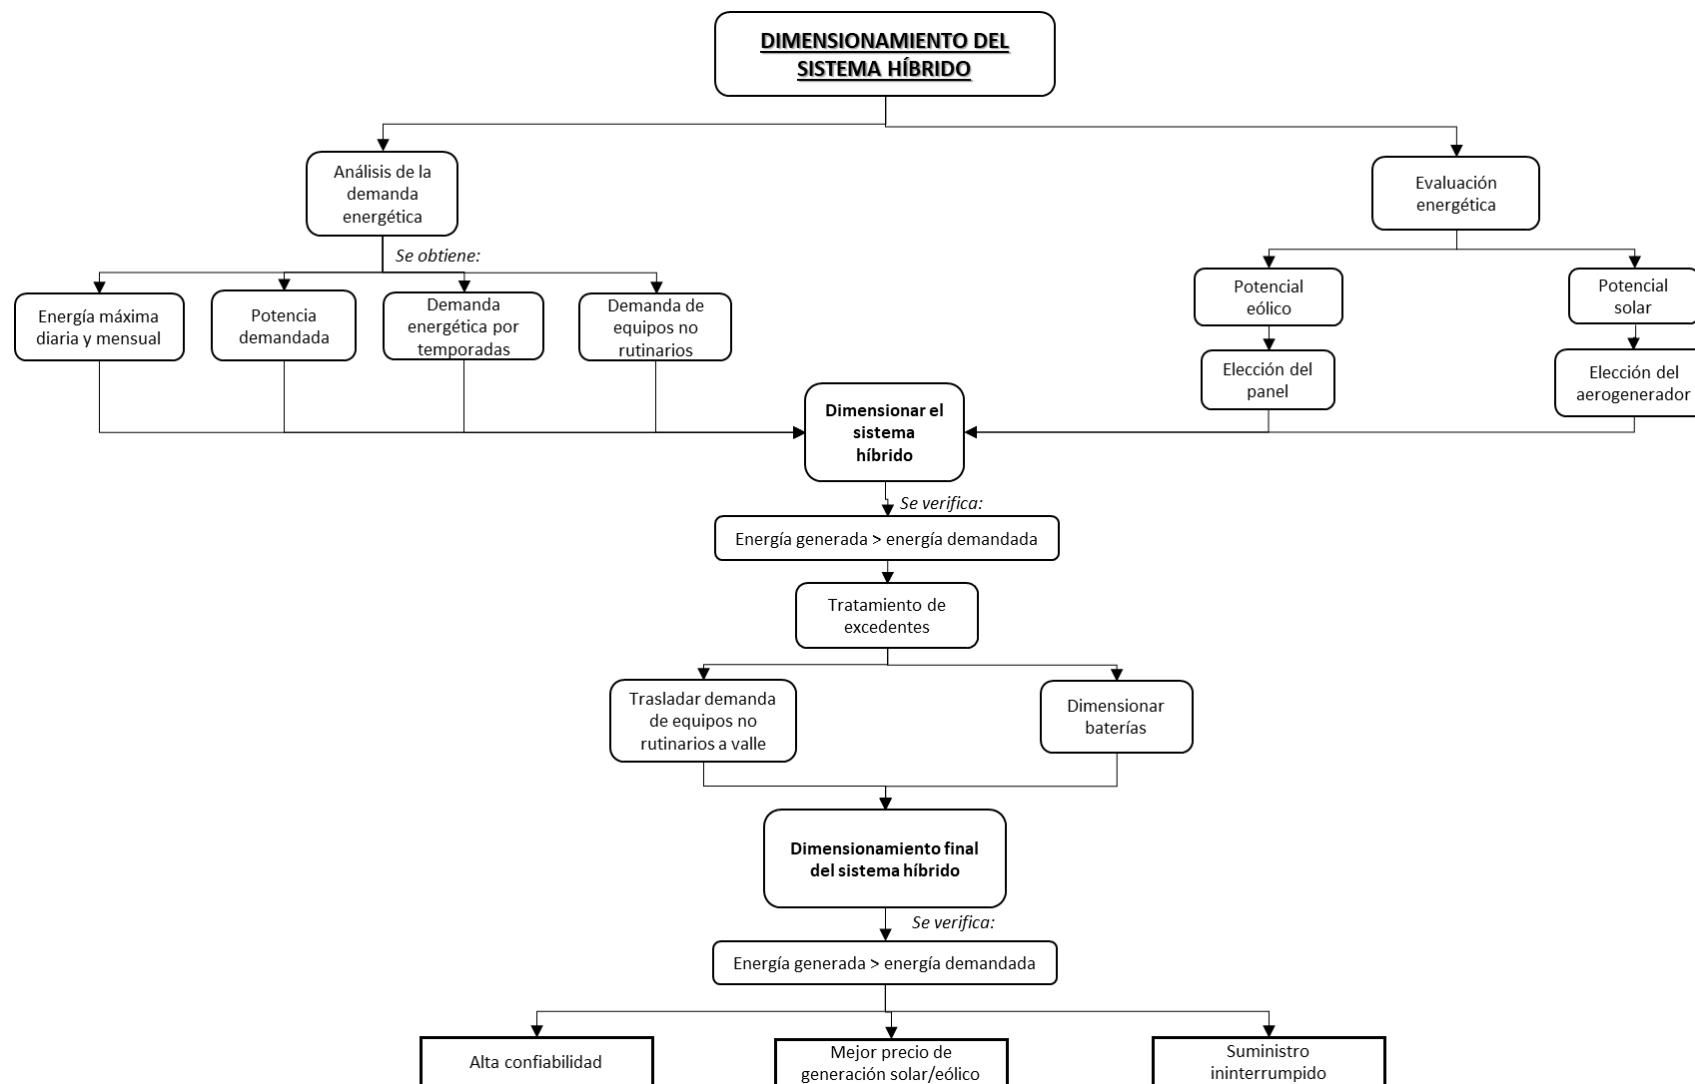 DIMENSIONAMIENTO DEL
SISTEMA HÍBRIDO
Análisis de la
demanda
energética
Evaluación
energética
Se obtiene:
Energía máxima
diaria y mensual
Potencia
demandada
Demanda
energética por
temporadas
Demanda de
equipos no
rutinarios
Potencial
eólico
Potencial
solar
Elección del
panel
Elección del
aerogenerador
Dimensionar el
sistema
híbrido
Se verifica:
Energía generada > energía demandada
Tratamiento de
excedentes
Trasladar demanda
de equipos no
rutinarios a valle
Dimensionar
baterías
Dimensionamiento final
del sistema híbrido
Se verifica:
Energía generada > energía demandada
Alta confiabilidad
Mejor precio de
generación solar/eólico
Suministro
ininterrumpido